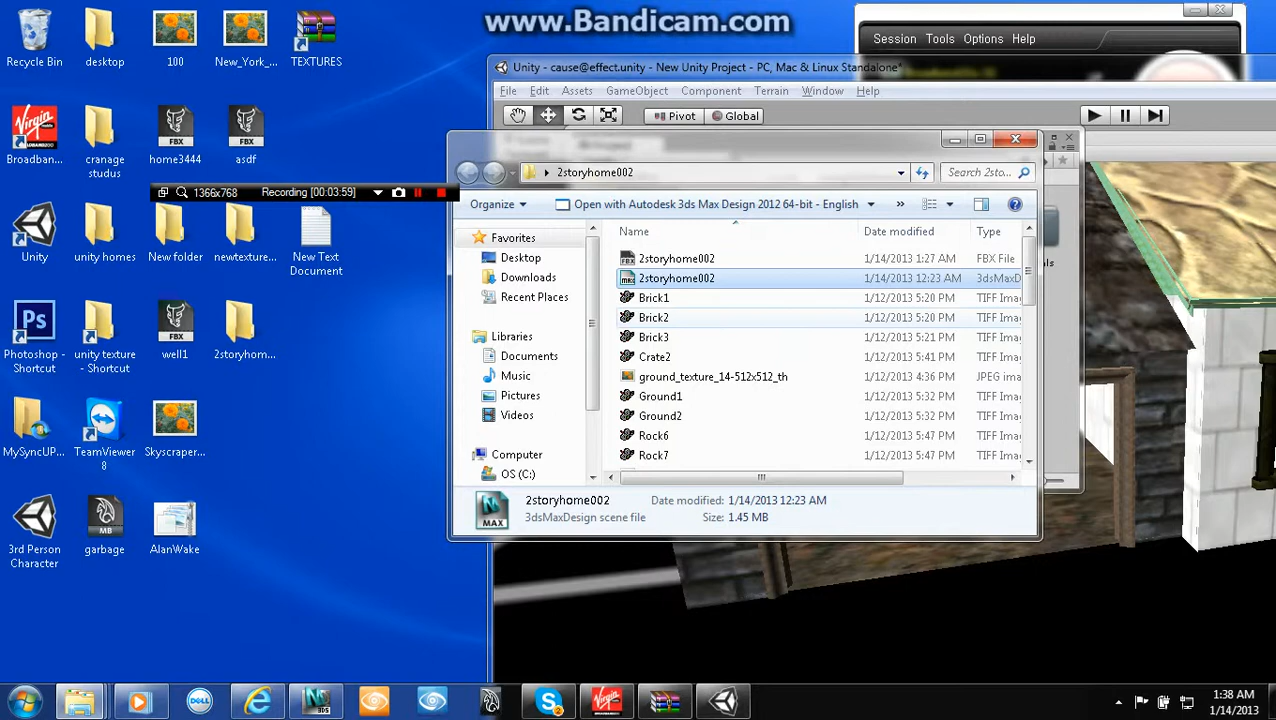 www.Bandicam.com
Recycle Bin
desktop
100
New_York_...
TEXTURES
Session Tools Options Help
Unity - cause@effect.unity - New Unity Project - PC, Mac & Linux Standalone*
File Edit Assets GameObject Component Terrain Window Help
Pivot Global
Broadban...
cranage studus
home3444
asdf
1366x768 Recording [00:03:59]
2storyhome002
Search 2sto...
Organize
Open with Autodesk 3ds Max Design 2012 64-bit - English
»
Name Date modified Type
Favorites
Desktop
Downloads
Recent Places
Libraries
Documents
Music
Pictures
Videos
Computer
OS (C:)
2storyhome002 1/14/2013 1:27 AM FBX File
2storyhome002 1/14/2013 12:23 AM 3dsMaxD
Brick1 1/12/2013 5:20 PM TIFF Imag
Brick2 1/12/2013 5:20 PM TIFF Imag
Brick3 1/12/2013 5:21 PM TIFF Imag
Crate2 1/12/2013 5:41 PM TIFF Imag
ground_texture_14-512x512_th 1/12/2013 4:36 PM JPEG ima
Ground1 1/12/2013 5:32 PM TIFF Imag
Ground2 1/12/2013 5:32 PM TIFF Imag
Rock6 1/12/2013 5:47 PM TIFF Imag
Rock7 1/12/2013 5:47 PM TIFF Imag
2storyhome002 Date modified: 1/14/2013 12:23 AM
3dsMaxDesign scene file Size: 1.45 MB
MAX
Unity
unity homes
New folder
newtexture...
New Text Document
Photoshop - Shortcut
unity texture - Shortcut
well1
2storyhom...
MySyncUP...
TeamViewer 8
Skyscraper...
3rd Person Character
garbage
AlanWake
1:38 AM
1/14/2013